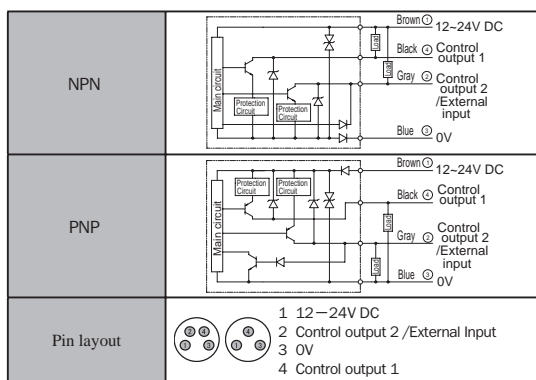 NPN
Main circuit
Protection
Circuit
Protection
Circuit
Load
Load
Brown ① 12~24V DC
Black ④ Control
output 1
Gray ② Control
output 2
/External
input
Blue ③ 0V
PNP
Main circuit
Protection
Circuit
Protection
Circuit
Load
Load
Brown ① 12~24V DC
Black ④ Control
output 1
Gray ② Control
output 2
/External
input
Blue ③ 0V
Pin layout
② ④
① ③
④
① ③
1 12−24V DC
2 Control output 2 /External Input
3 0V
4 Control output 1